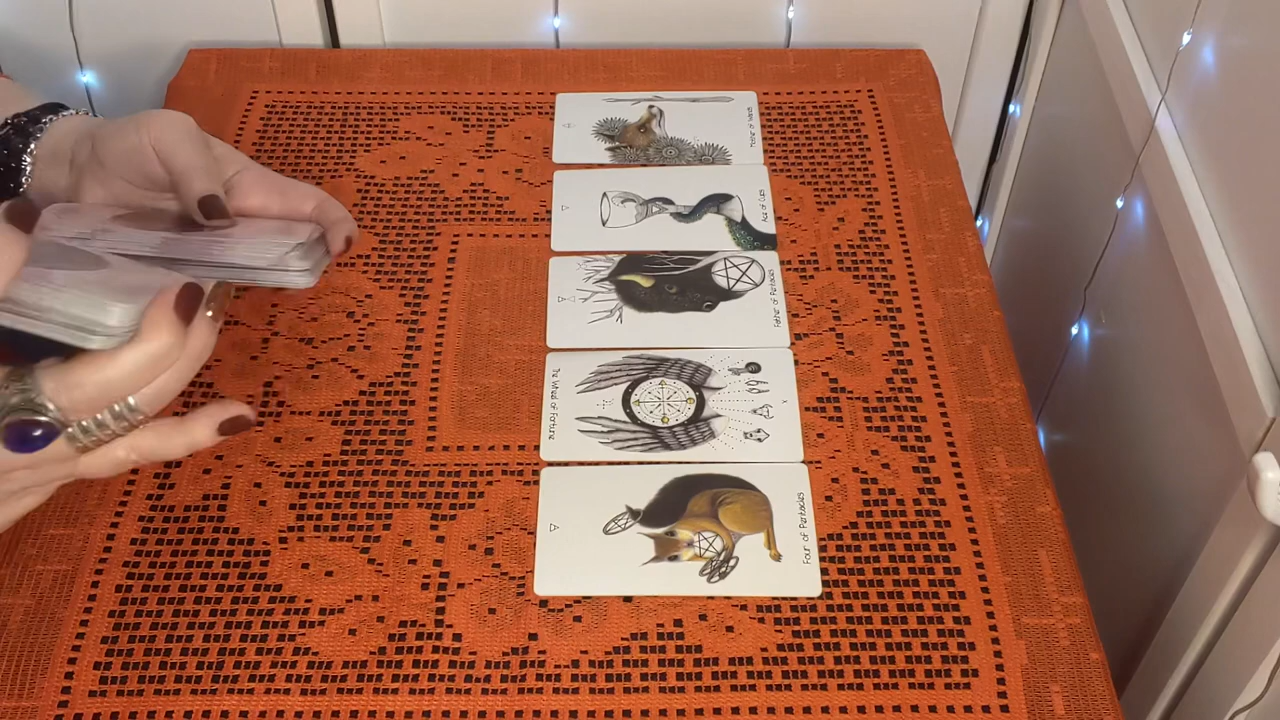 Mother of Wands
Ace of Cups
Father of Pentacles
The Wheel of Fortune
X
Four of Pentacles